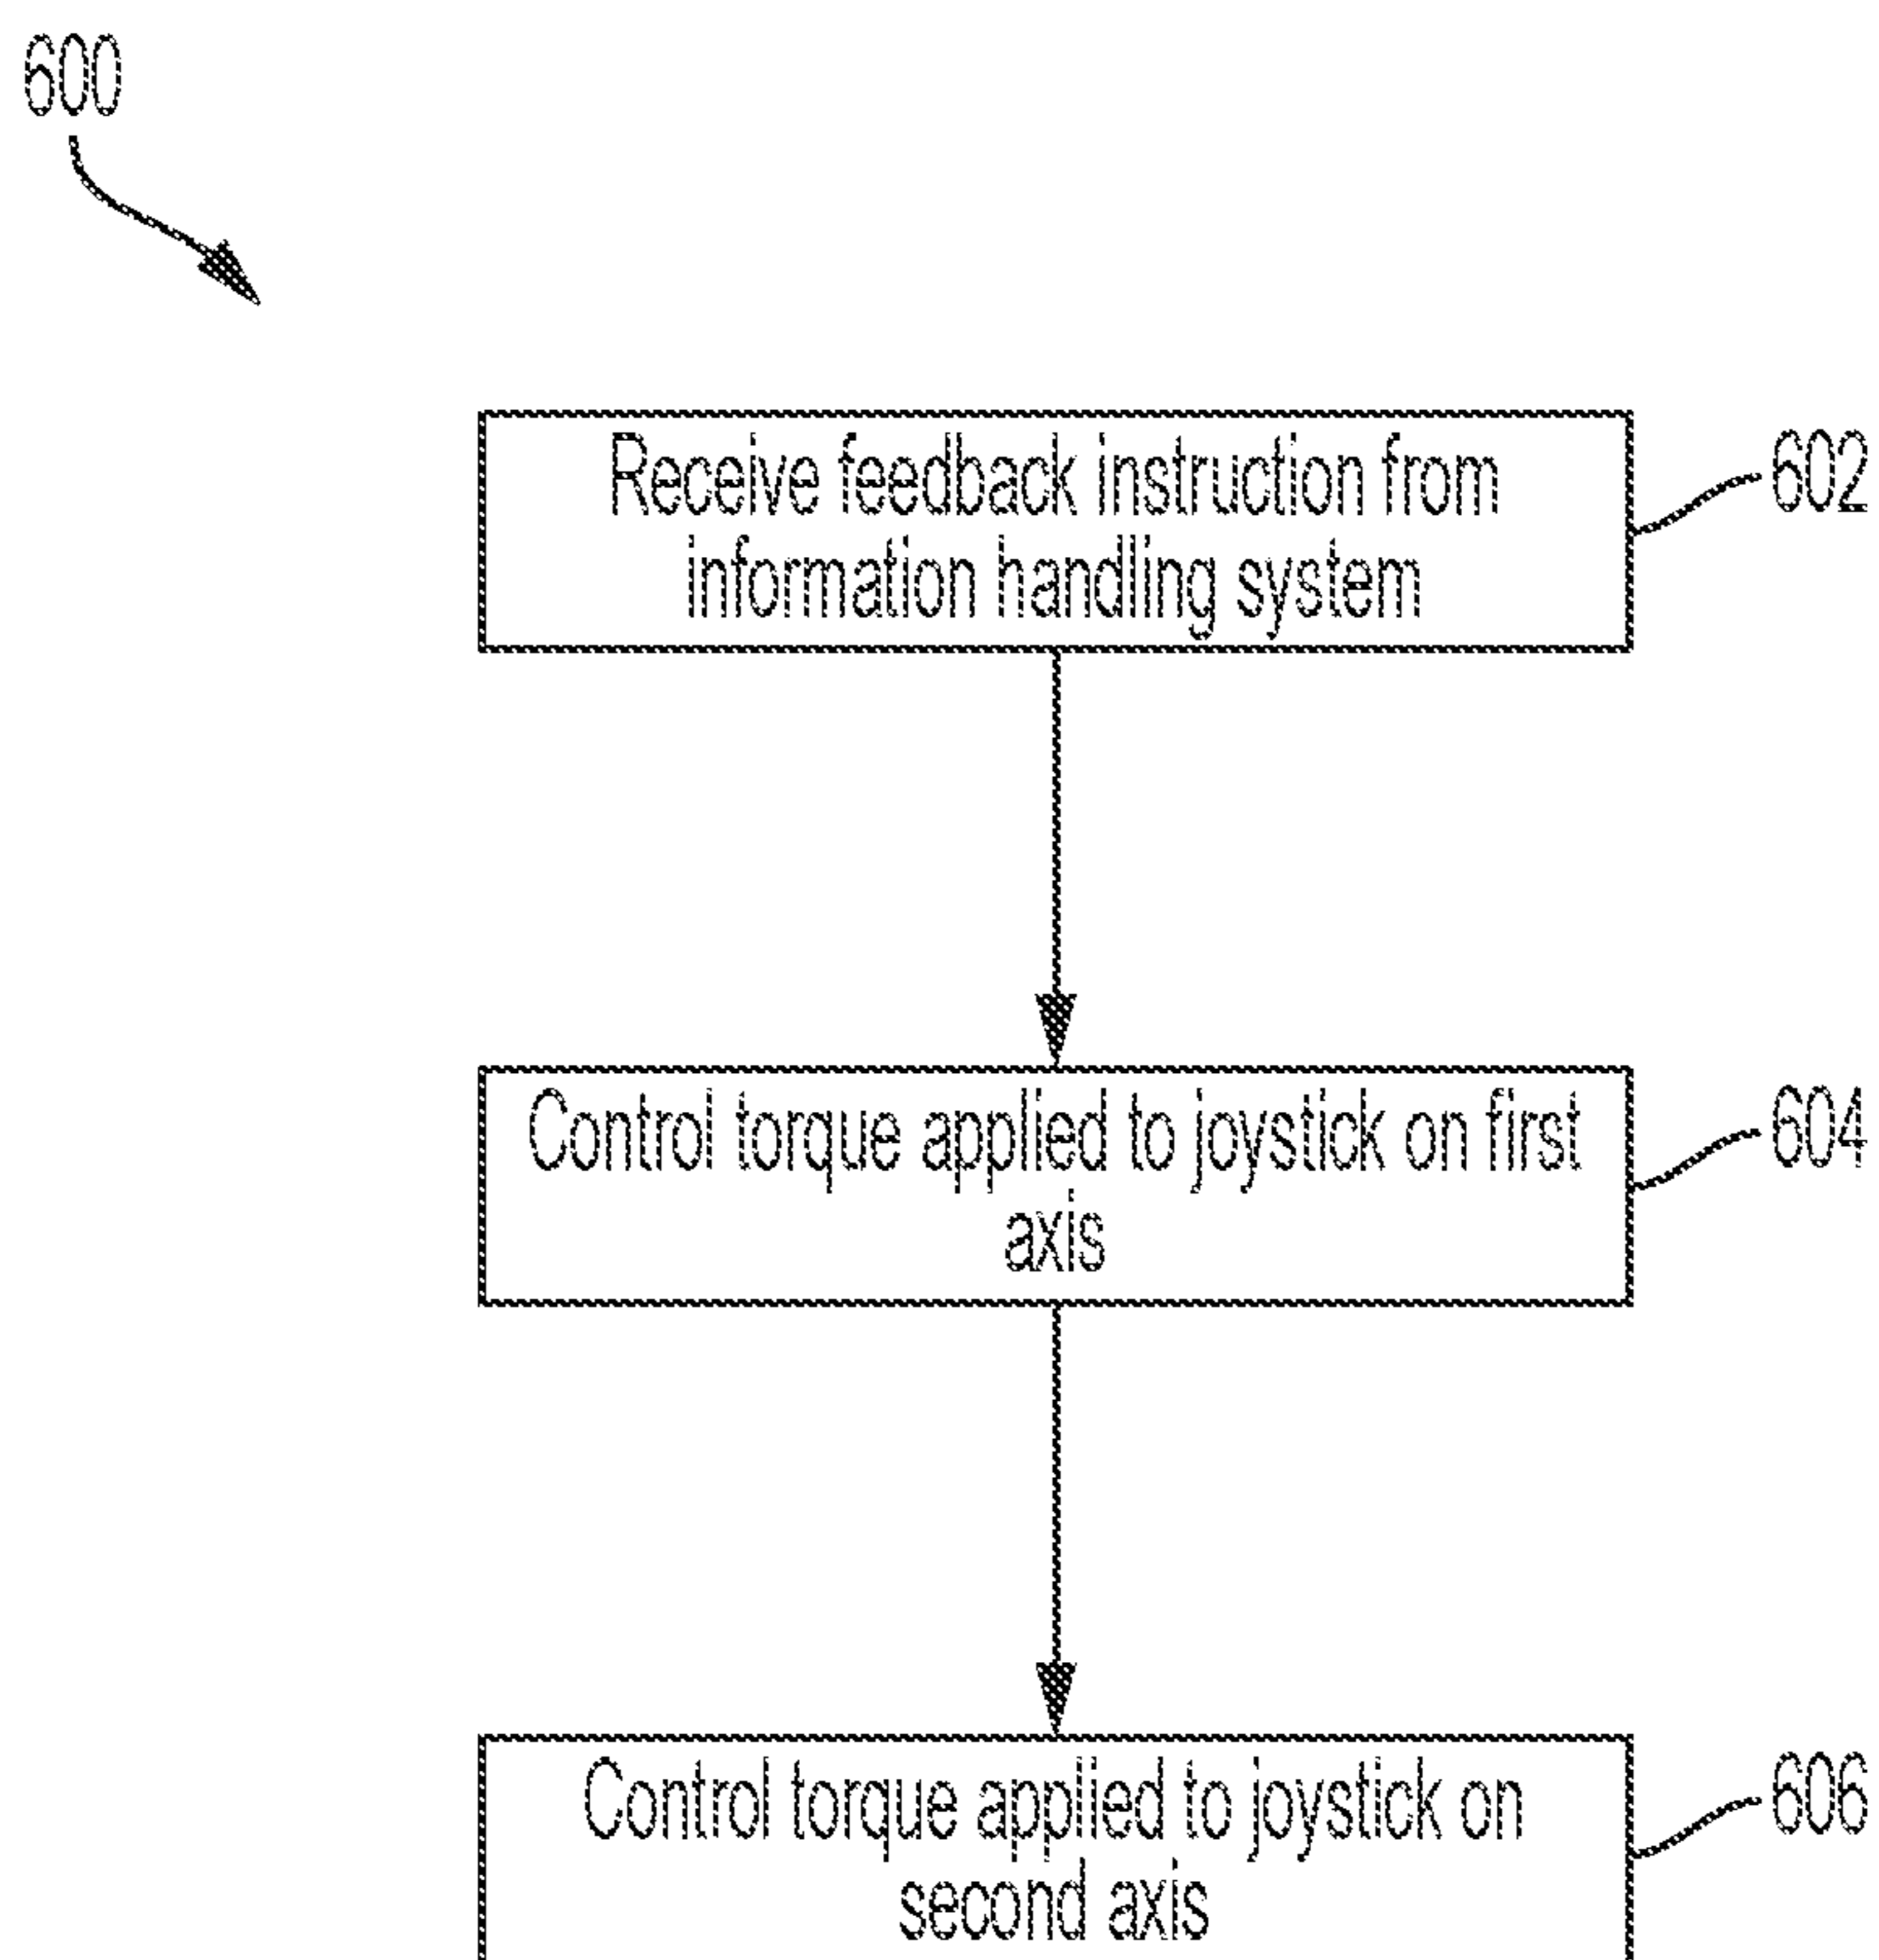 600
Receive feedback instruction from
information handling system
602
Control torque applied to joystick on first
axis
604
Control torque applied to joystick on
second axis
606